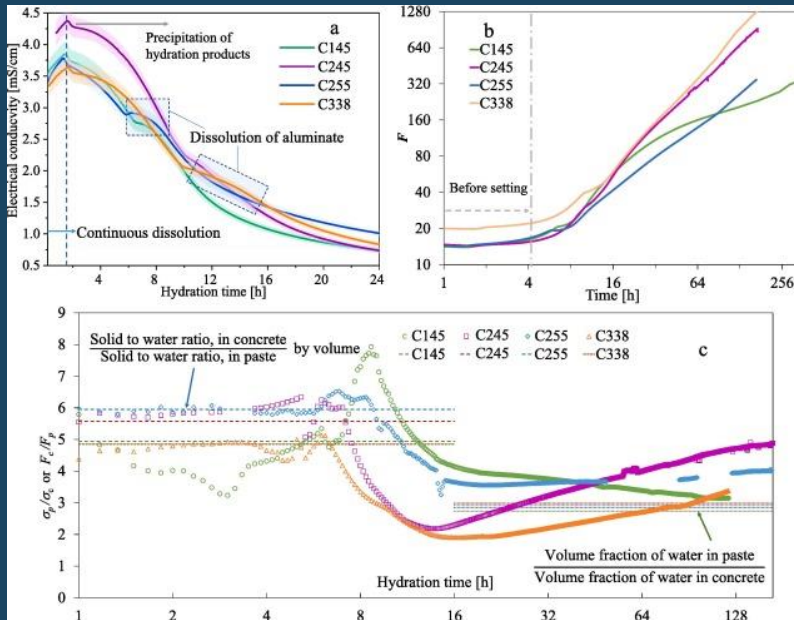 a
4.5
4.0
3.5
3.0
2.5
2.0
1.5
1.0
0.5
Electrical conducvity [mS/cm]
Precipitation of
hydration products
C145
C245
C255
C338
Dissolution of aluminate
Continuous dissolution
4 8 12 16 20 24
Hydration time [h]
b
1280
640
320
160
80
40
20
10
F
C145
C245
C255
C338
Before setting
1 4 16 64 256
Time [h]
c
9
8
7
6
5
4
3
2
1
0
σp/σc or Fc/Fp
Solid to water ratio, in concrete
Solid to water ratio, in paste
by volume
C145 C245 C255 C338
C145 C245 C255 C338
Volume fraction of water in paste
Volume fraction of water in concrete
Hydration time [h]
1 2 4 8 16 32 64 128